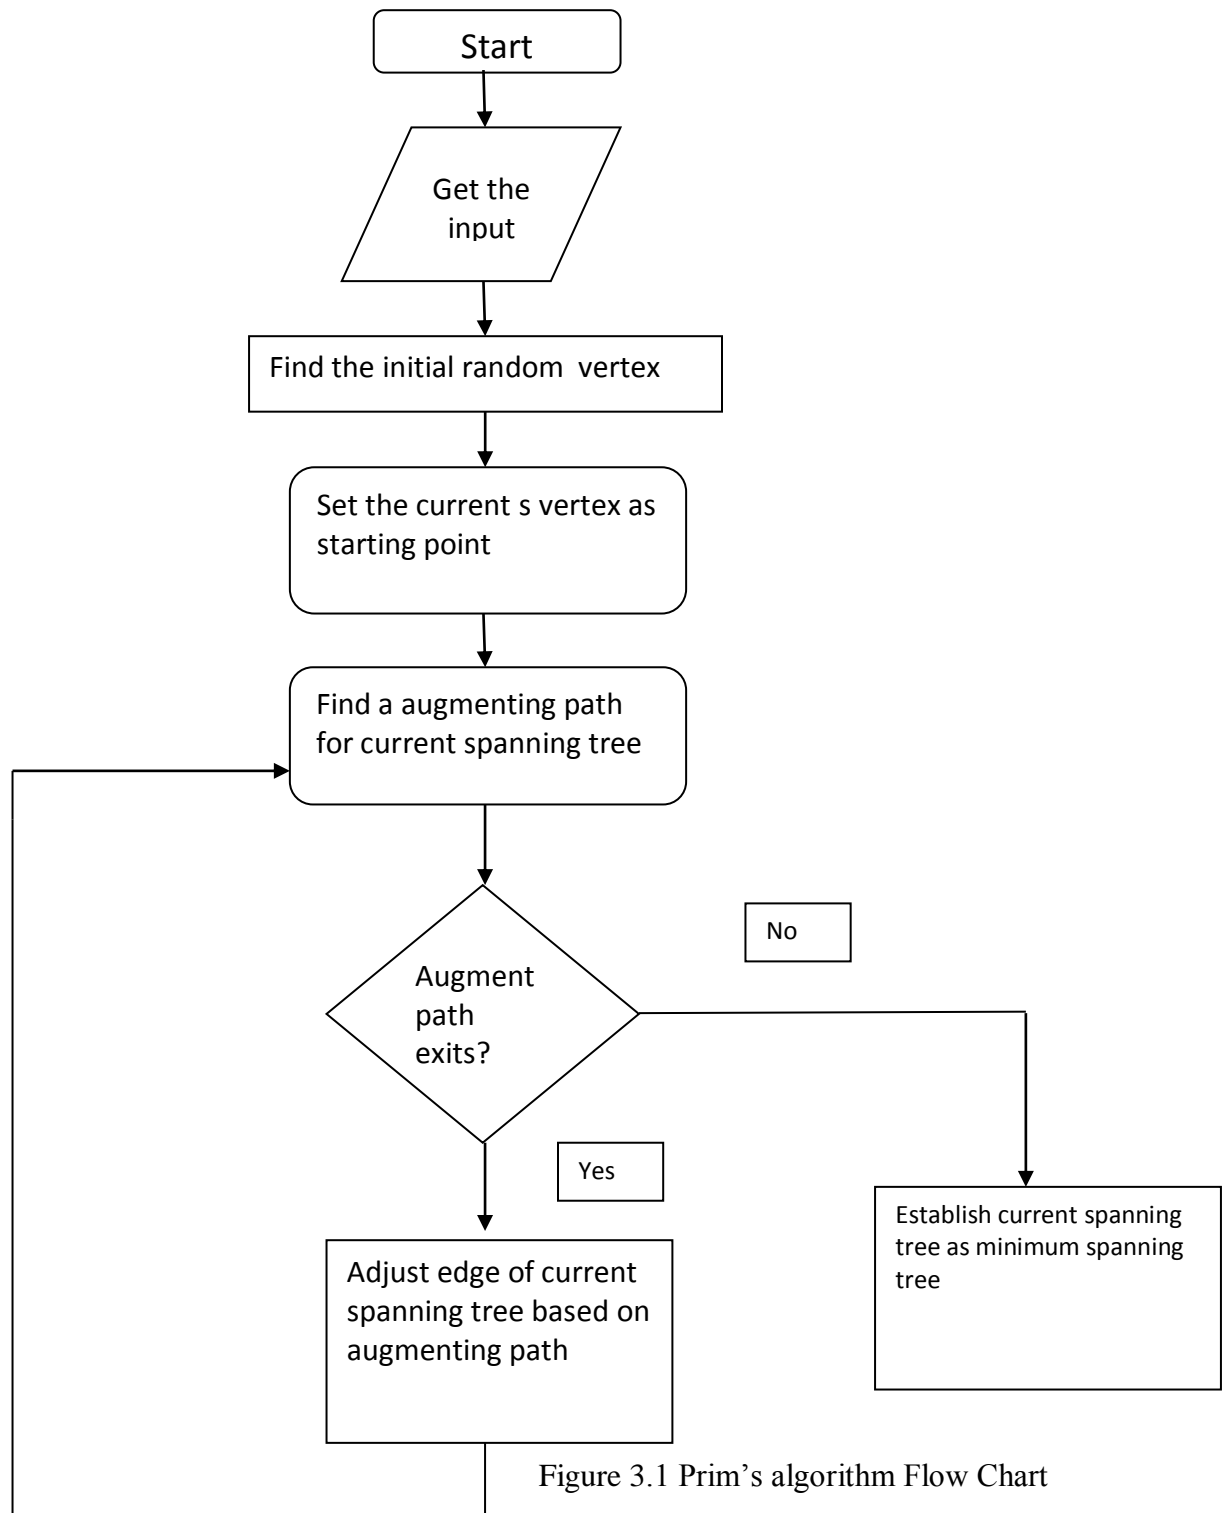 Start
Get the
input
Find the initial random  vertex
Set the current s vertex as
starting point
Find a augmenting path
for current spanning tree
Augment
path
exits?
No
Yes
Establish current spanning
tree as minimum spanning
tree
Adjust edge of current
spanning tree based on
augmenting path
Figure 3.1 Prim’s algorithm Flow Chart